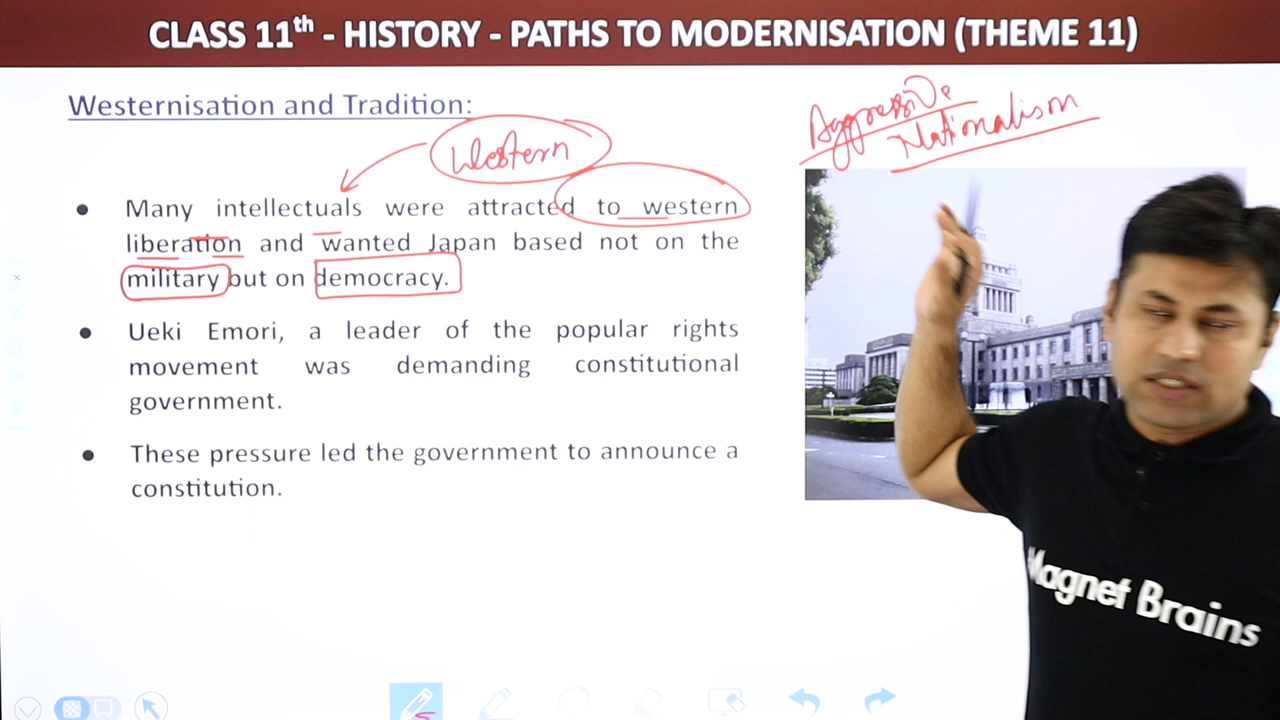 CLASS 11th - HISTORY - PATHS TO MODERNISATION (THEME 11)
Westernisation and Tradition:
Aggressive
Nationalism
Western
● Many intellectuals were attracted to western
liberation and wanted Japan based not on the
military but on democracy.
● Ueki Emori, a leader of the popular rights
movement was demanding constitutional
government.
● These pressure led the government to announce a
constitution.
Magnet Brains